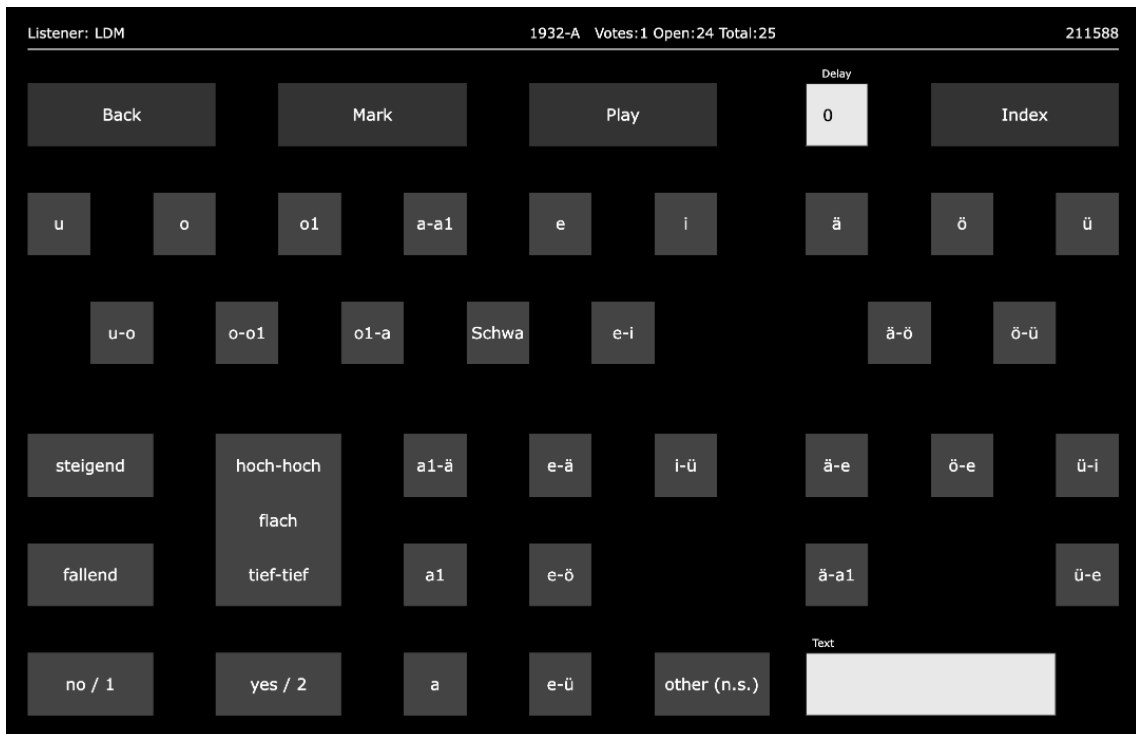 Listener: LDM 1932-A Votes:1 Open:24 Total:25 211588
Delay
Back Mark Play 0 Index
u o o1 a-a1 e i ä ö ü
u-o o-o1 o1-a Schwa e-i ä-ö ö-ü
steigend hoch-hoch a1-ä e-ä i-ü ä-e ö-e ü-i
flach
fallend tief-tief a1 e-ö ä-a1 ü-e
Text
no / 1 yes / 2 a e-ü other (n.s.)